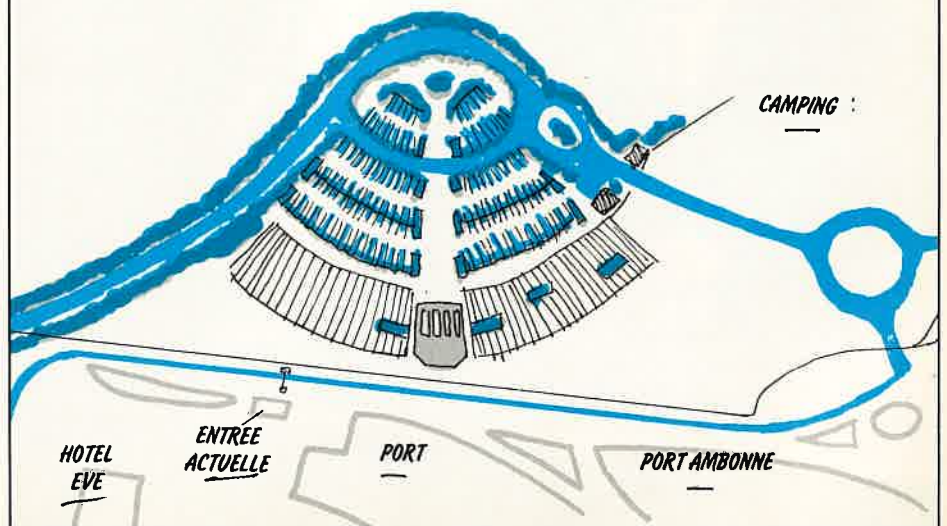 CAMPING :
ENTRÉE
ACTUELLE
HOTEL
EVE
PORT
PORT AMBONNE